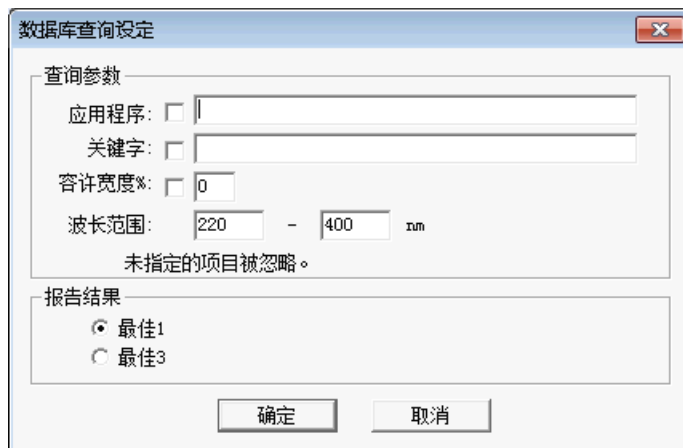 数据库查询设定
查询参数
应用程序:
关键字:
容许宽度%: 0
波长范围: 220 - 400 nm
未指定的项目被忽略。
报告结果
最佳1
最佳3
确定 取消